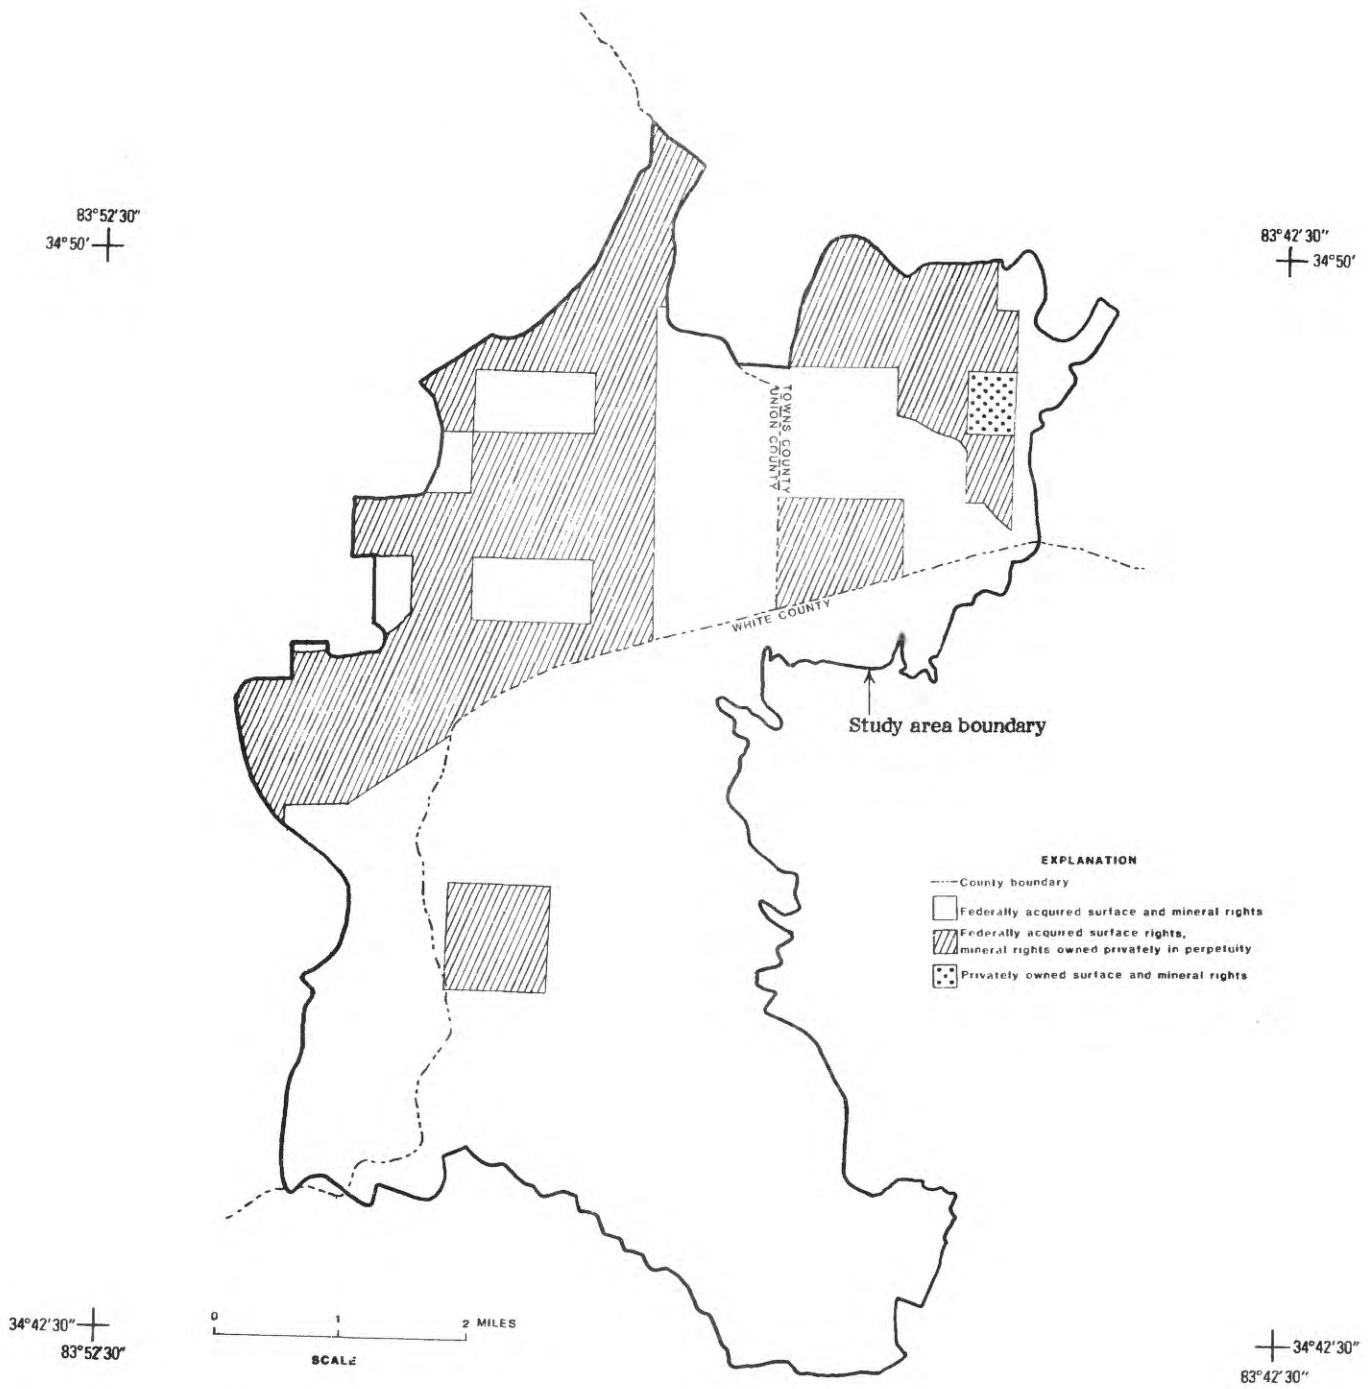 83°52'30"
34°50'
83°42'30"
34°50'
TOWNS COUNTY
UNION COUNTY
WHITE COUNTY
Study area boundary
EXPLANATION
County boundary
Federally acquired surface and mineral rights
Federally acquired surface rights,
mineral rights owned privately in perpetuity
Privately owned surface and mineral rights
34°42'30"
83°52'30"
0 1 2 MILES
SCALE
34°42'30"
83°42'30"